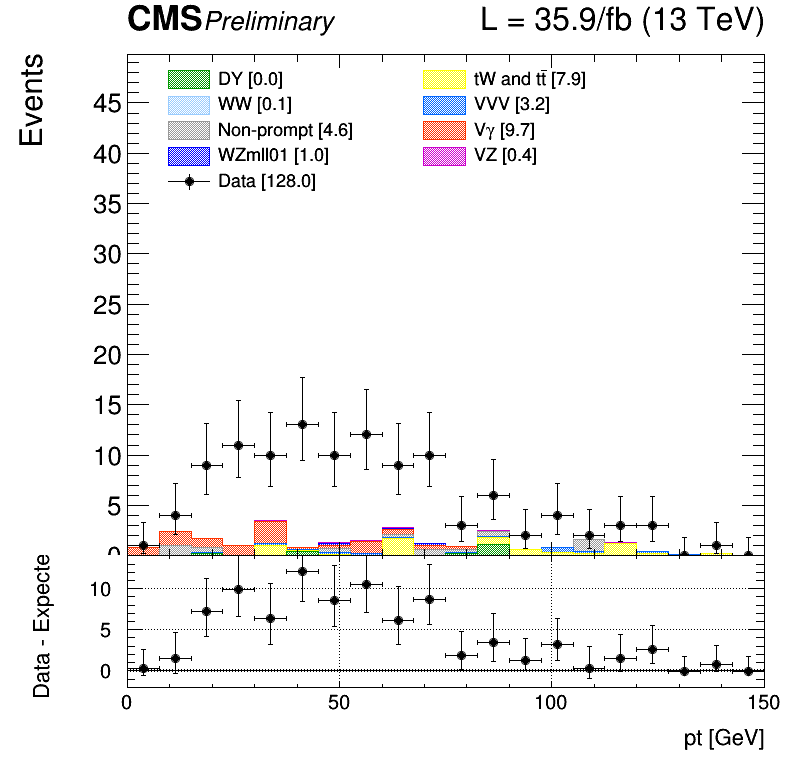 CMS Preliminary L = 35.9/fb (13 TeV)
Events
DY [0.0] tW and tt̄ [7.9]
WW [0.1] VVV [3.2]
Non-prompt [4.6] Vγ [9.7]
WZmll01 [1.0] VZ [0.4]
Data [128.0]
45
40
35
30
25
20
15
10
5
0
Data - Expecte
10
5
0
0 50 100 150
pt [GeV]